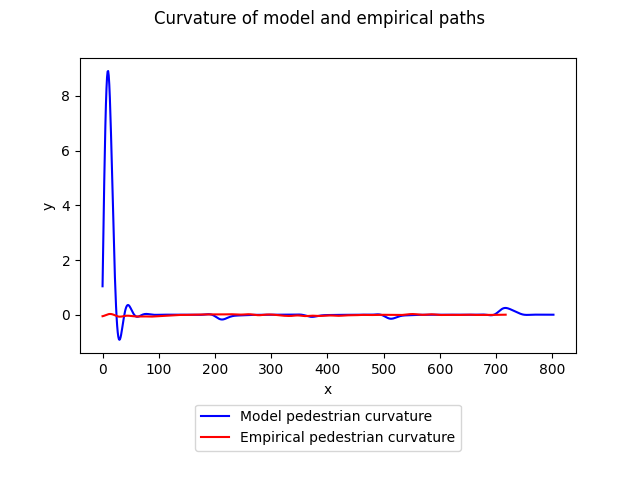 Curvature of model and empirical paths
y
8
6
4
2
0
0 100 200 300 400 500 600 700 800
x
Model pedestrian curvature
Empirical pedestrian curvature